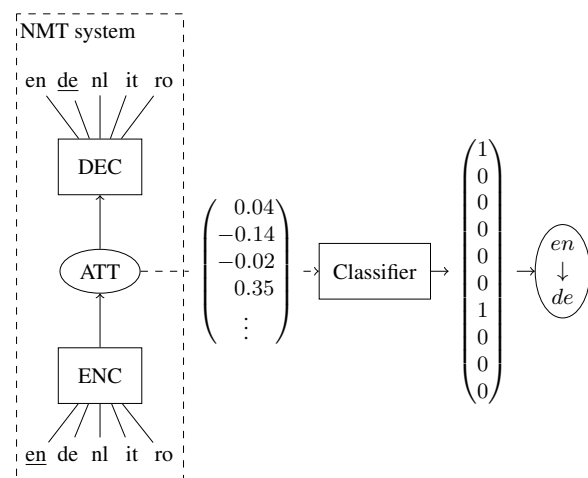 NMT system
en de nl it ro
DEC
ATT
ENC
en de nl it ro
0.04
−0.14
−0.02
0.35
⋮
Classifier
1
0
0
0
0
0
1
0
0
0
en
↓
de